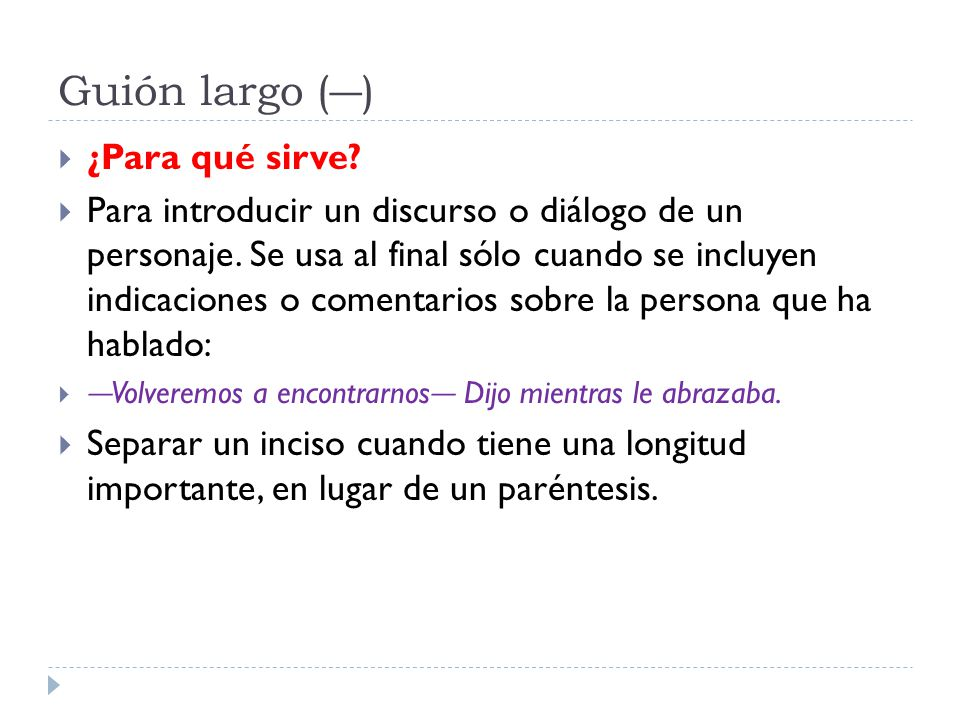 Guión largo (―)
¿Para qué sirve?
Para introducir un discurso o diálogo de un
personaje. Se usa al final sólo cuando se incluyen
indicaciones o comentarios sobre la persona que ha
hablado:
―Volveremos a encontrarnos― Dijo mientras le abrazaba.
Separar un inciso cuando tiene una longitud
importante, en lugar de un paréntesis.